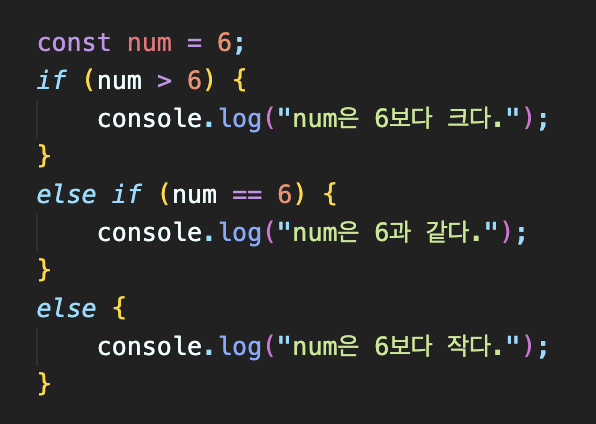 const num = 6;
if (num > 6) {
    console.log("num은 6보다 크다.");
}
else if (num == 6) {
    console.log("num은 6과 같다.");
}
else {
    console.log("num은 6보다 작다.");
}